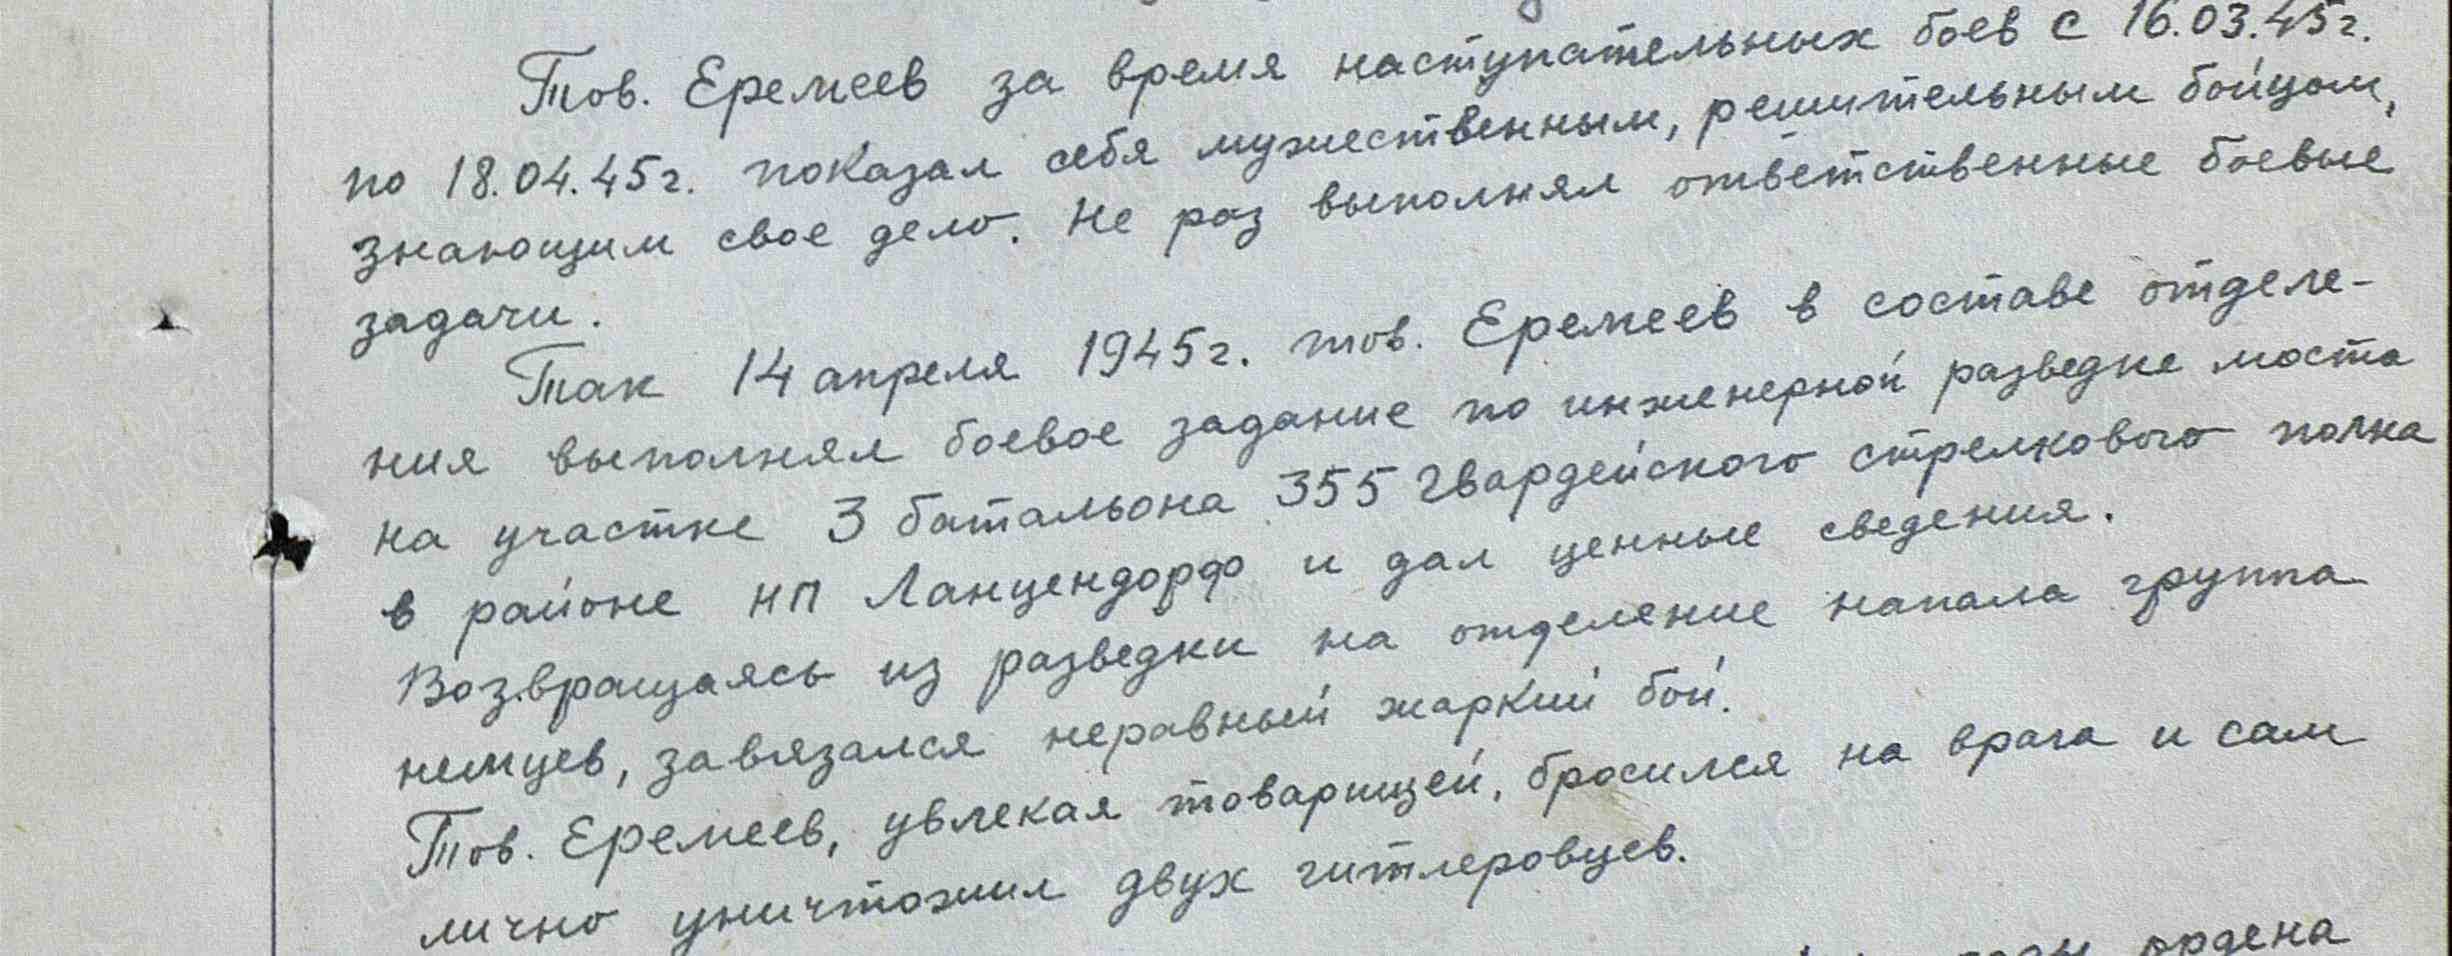 Тов. Еремеев за время наступательных боев с 16.03.45г.
по 18.04.45г. показал себя мужественным, решительным бойцом,
знающим свое дело. Не раз выполнял ответственные боевые
задачи.
Так 14 апреля 1945г. тов. Еремеев в составе отделе-
ния выполнял боевое задание по инженерной разведке моста
на участке 3 батальона 355 гвардейского стрелкового полка
в районе НП Ланцендорф и дал ценные сведения.
Возвращаясь из разведки на отделение напала группа
немцев, завязался неравный жаркий бой.
Тов. Еремеев, увлекая товарищей, бросился на врага и сам
лично уничтожил двух гитлеровцев.
ордена